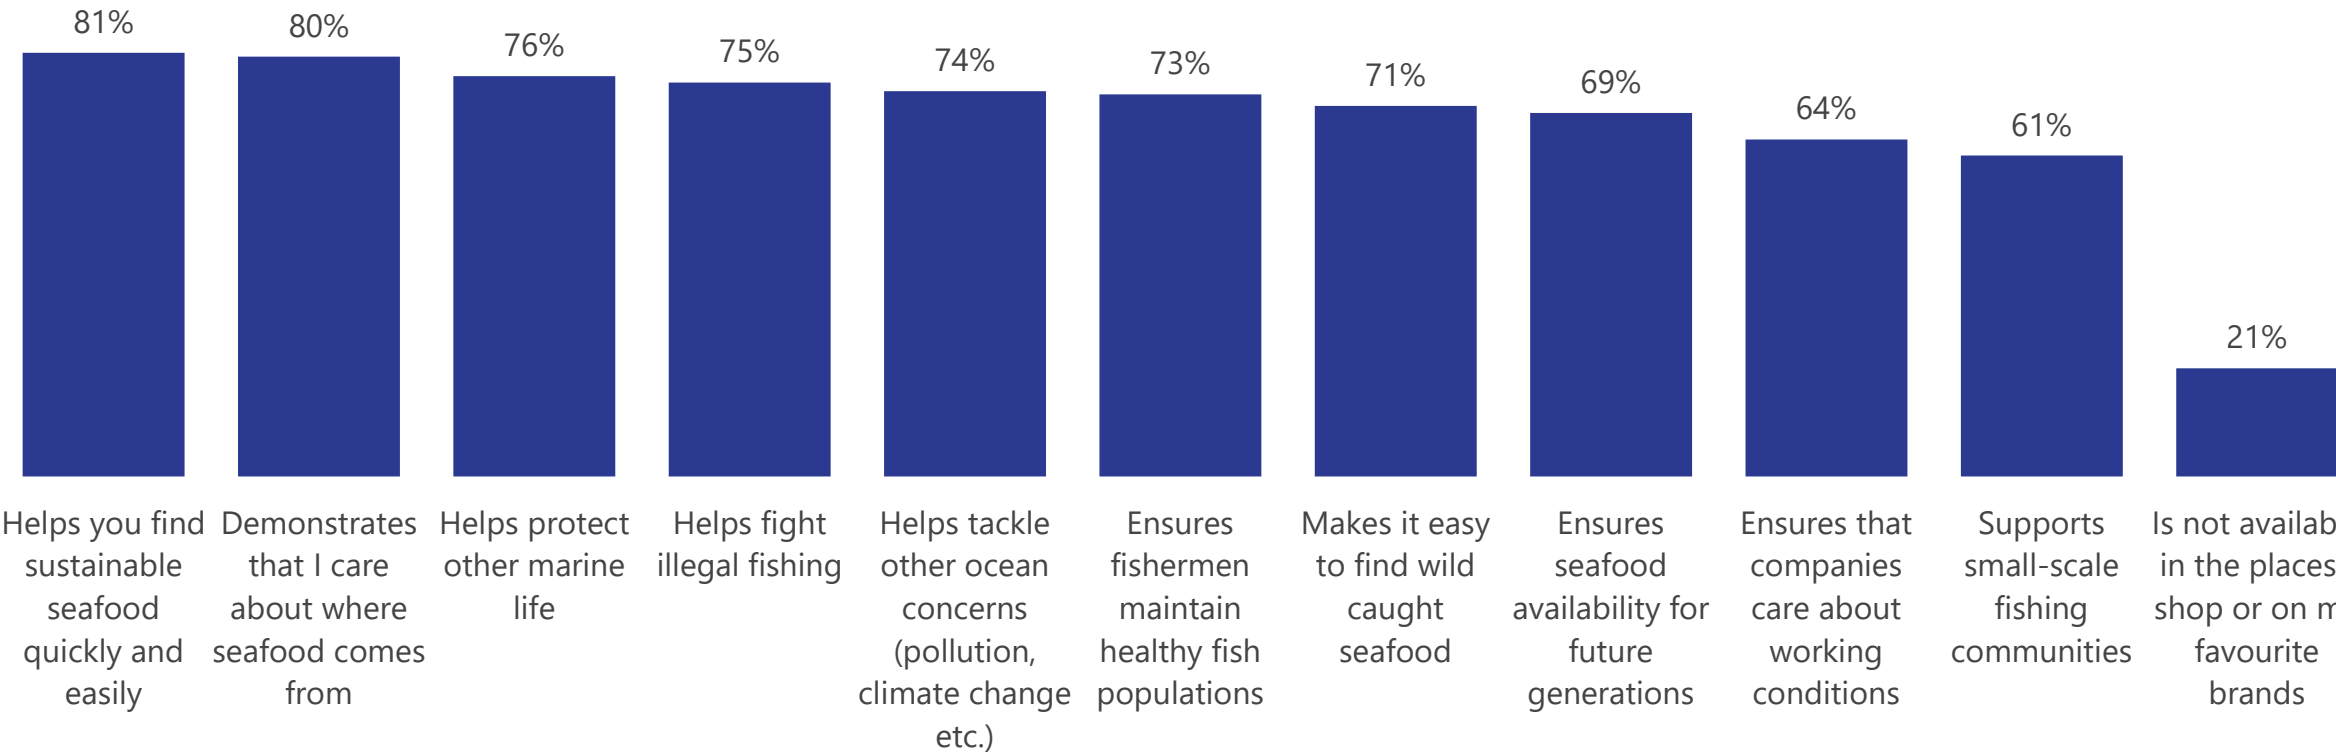 81%
80%
76%
75%
74%
73%
71%
69%
64%
61%
21%
Helps you find
sustainable
seafood
quickly and
easily
Demonstrates
that I care
about where
seafood comes
from
Helps protect
other marine
life
Helps fight
illegal fishing
Helps tackle
other ocean
concerns
(pollution,
climate change
etc.)
Ensures
fishermen
maintain
healthy fish
populations
Makes it easy
to find wild
caught
seafood
Ensures
seafood
availability for
future
generations
Ensures that
companies
care about
working
conditions
Supports
small-scale
fishing
communities
Is not
in the places
shop or on
favourite
brands